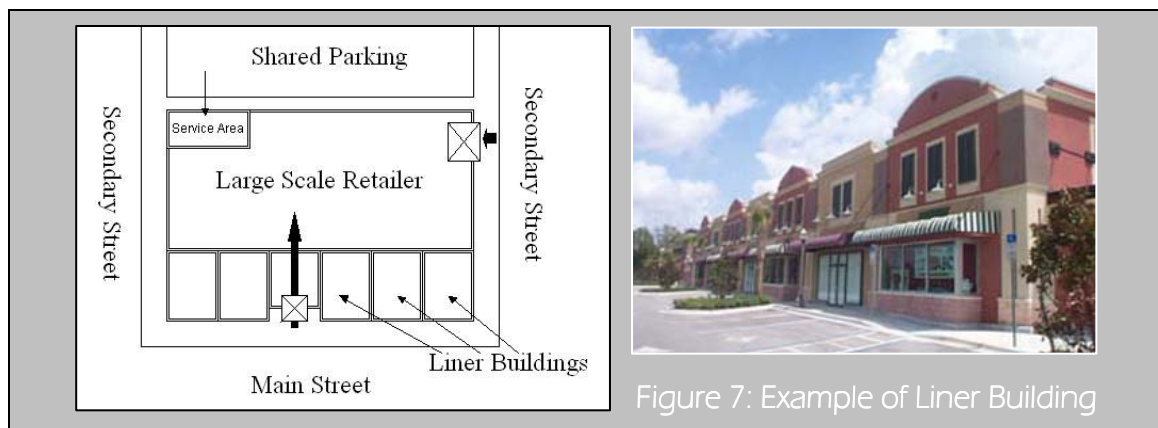 Shared Parking
Service Area
Secondary Street
Secondary Street
Large Scale Retailer
Liner Buildings
Main Street
Figure 7: Example of Liner Building